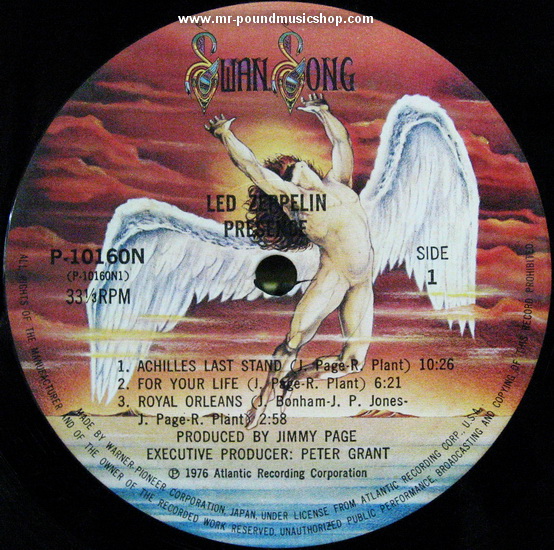 www.mr-poundmusicshop.com
SWAN SONG
LED ZEPPELIN
PRESENCE
P-10160N
(P-10160N1)
33⅓RPM
SIDE
1
1. ACHILLES LAST STAND (J. Page-R. Plant) 10:26
2. FOR YOUR LIFE (J. Page-R. Plant) 6:21
3. ROYAL ORLEANS (J. Bonham-J. P. Jones-
J. Page-R. Plant) 2:58
PRODUCED BY JIMMY PAGE
EXECUTIVE PRODUCER: PETER GRANT
℗ 1976 Atlantic Recording Corporation
MADE BY WARNER-PIONEER CORPORATION, JAPAN, UNDER LICENSE FROM ATLANTIC RECORDING CORP., U.S.A.
ALL RIGHTS OF THE MANUFACTURER AND OF THE OWNER OF THE RECORDED WORK RESERVED. UNAUTHORIZED PUBLIC PERFORMANCE BROADCASTING AND COPYING OF THIS RECORD PROHIBITED.